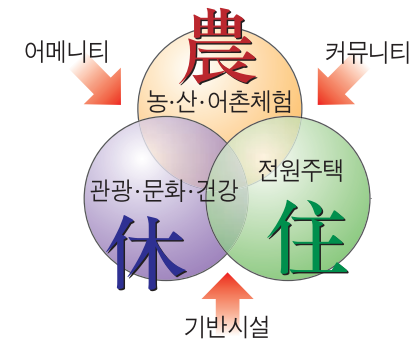 農
어메니티
커뮤니티
농·산·어촌체험
전원주택
관광·문화·건강
休
住
기반시설